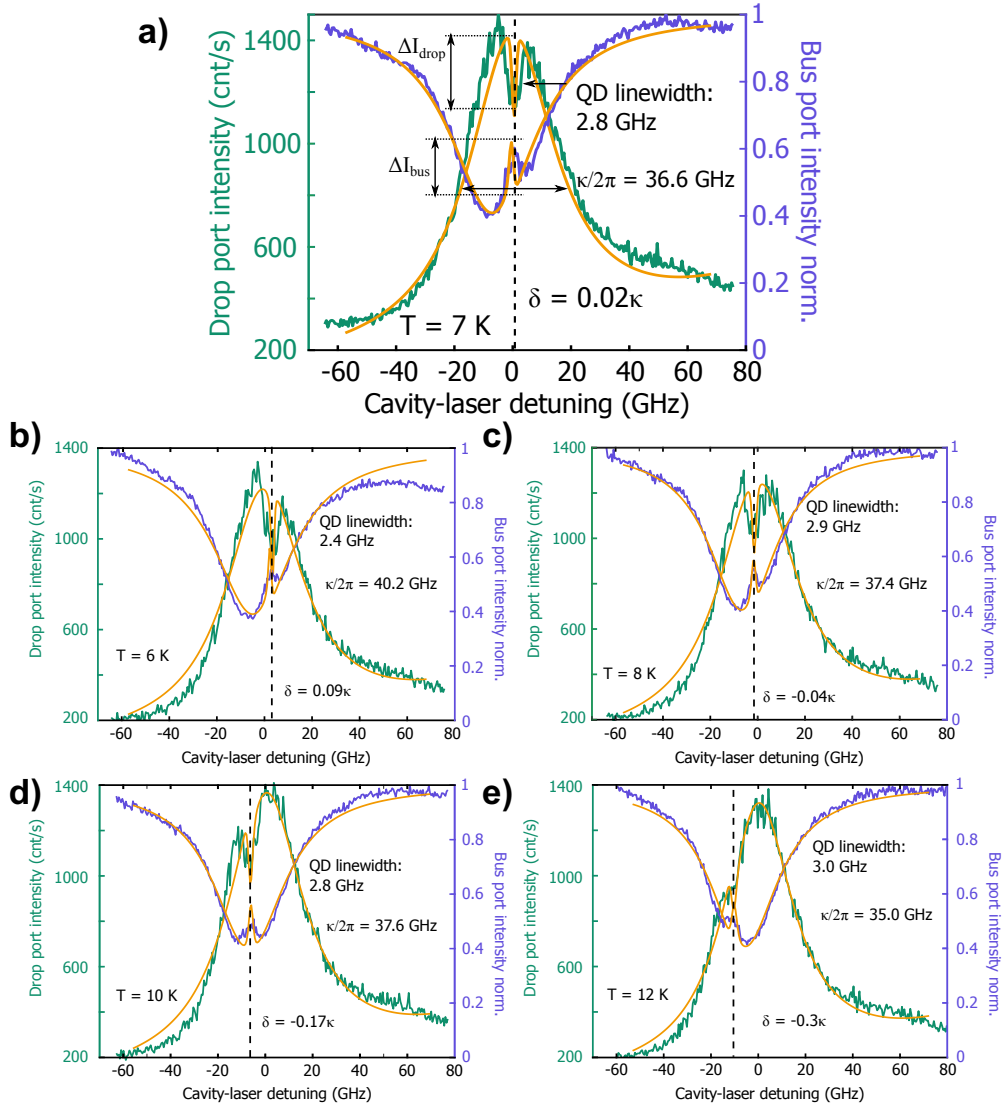 a)
Drop port intensity (cnt/s)
1400
1000
600
200
ΔI_drop
ΔI_bus
QD linewidth:
2.8 GHz
κ/2π = 36.6 GHz
δ = 0.02κ
T = 7 K
1
0.8
0.6
0.4
0.2
0
Bus port intensity norm.
-60 -40 -20 0 20 40 60 80
Cavity-laser detuning (GHz)
b)
Drop port intensity (cnt/s)
1400
1000
600
200
QD linewidth:
2.4 GHz
κ/2π = 40.2 GHz
T = 6 K
δ = 0.09κ
1
0.8
0.6
0.4
0.2
0
Bus port intensity norm.
-60 -40 -20 0 20 40 60 80
Cavity-laser detuning (GHz)
c)
Drop port intensity (cnt/s)
1400
1000
600
200
QD linewidth:
2.9 GHz
κ/2π = 37.4 GHz
T = 8 K
δ = -0.04κ
1
0.8
0.6
0.4
0.2
0
Bus port intensity norm.
-60 -40 -20 0 20 40 60 80
Cavity-laser detuning (GHz)
d)
Drop port intensity (cnt/s)
1400
1000
600
200
QD linewidth:
2.8 GHz
κ/2π = 37.6 GHz
T = 10 K
δ = -0.17κ
1
0.8
0.6
0.4
0.2
0
Bus port intensity norm.
-60 -40 -20 0 20 40 60 80
Cavity-laser detuning (GHz)
e)
Drop port intensity (cnt/s)
1400
1000
600
200
QD linewidth:
3.0 GHz
κ/2π = 35.0 GHz
T = 12 K
δ = -0.3κ
1
0.8
0.6
0.4
0.2
0
Bus port intensity norm.
-60 -40 -20 0 20 40 60 80
Cavity-laser detuning (GHz)